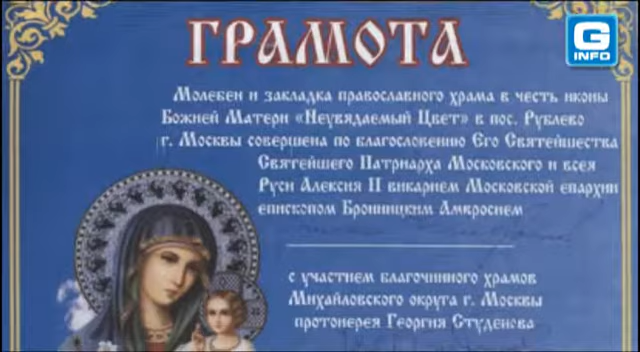 ГРАМОТА
G
INFO
Молебен и закладка православного храма в честь иконы
Божией Матери «Неувядаемый Цвет» в пос. Рублево
г. Москвы совершена по благословению Его Святейшества
Святейшего Патриарха Московского и всея
Руси Алексия II викарием Московской епархии
епископом Бронницким Амвросием
с участием благочинного храмов
Михайловского округа г. Москвы
протоиерея Георгия Студенова